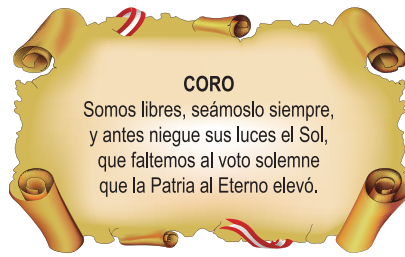 CORO
Somos libres, seámoslo siempre,
y antes niegue sus luces el Sol,
que faltemos al voto solemne
que la Patria al Eterno elevó.